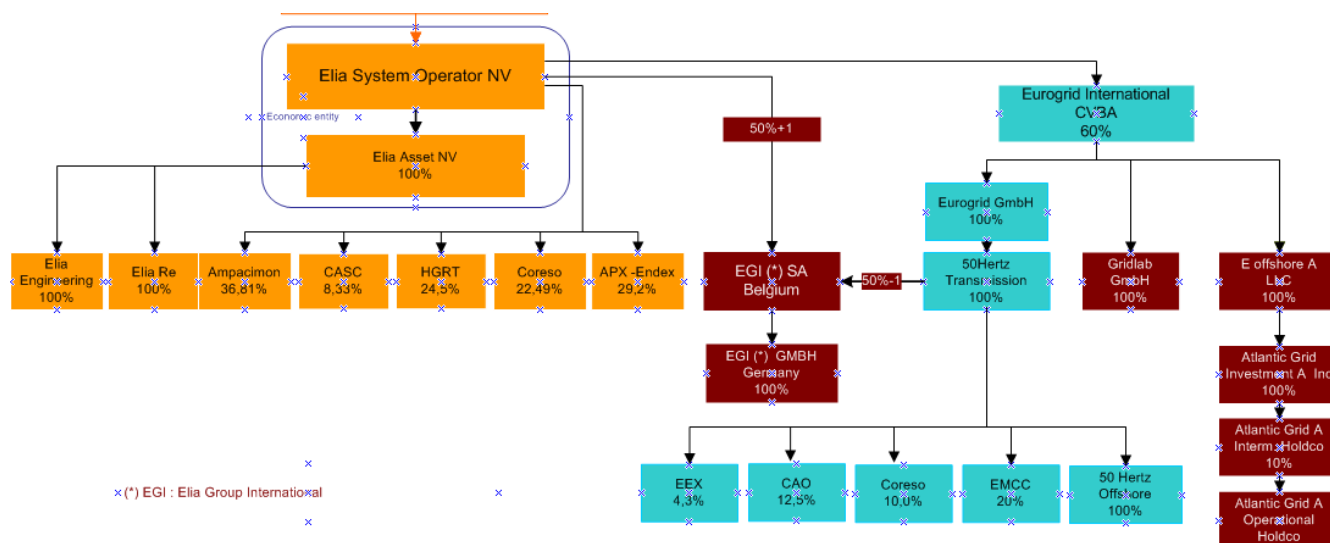 Elia System Operator NV
Economic entity
Elia Asset NV
100%
50%+1
Eurogrid International
CVBA
60%
Eurogrid GmbH
100%
Elia
Engineering
100%
Elia Re
100%
Ampacimon
36,81%
CASC
8,33%
HGRT
24,5%
Coreso
22,49%
APX -Endex
29,2%
EGI (*) SA
Belgium
50%-1
50Hertz
Transmission
100%
Gridlab
GmbH
100%
E offshore A
LLC
100%
EGI (*) GMBH
Germany
100%
Atlantic Grid
Investment A Inc
100%
Atlantic Grid A
Interm. Holdco
10%
EEX
4,3%
CAO
12,5%
Coreso
10,0%
EMCC
20%
50 Hertz
Offshore
100%
Atlantic Grid A
Operational
Holdco
(*) EGI : Elia Group International